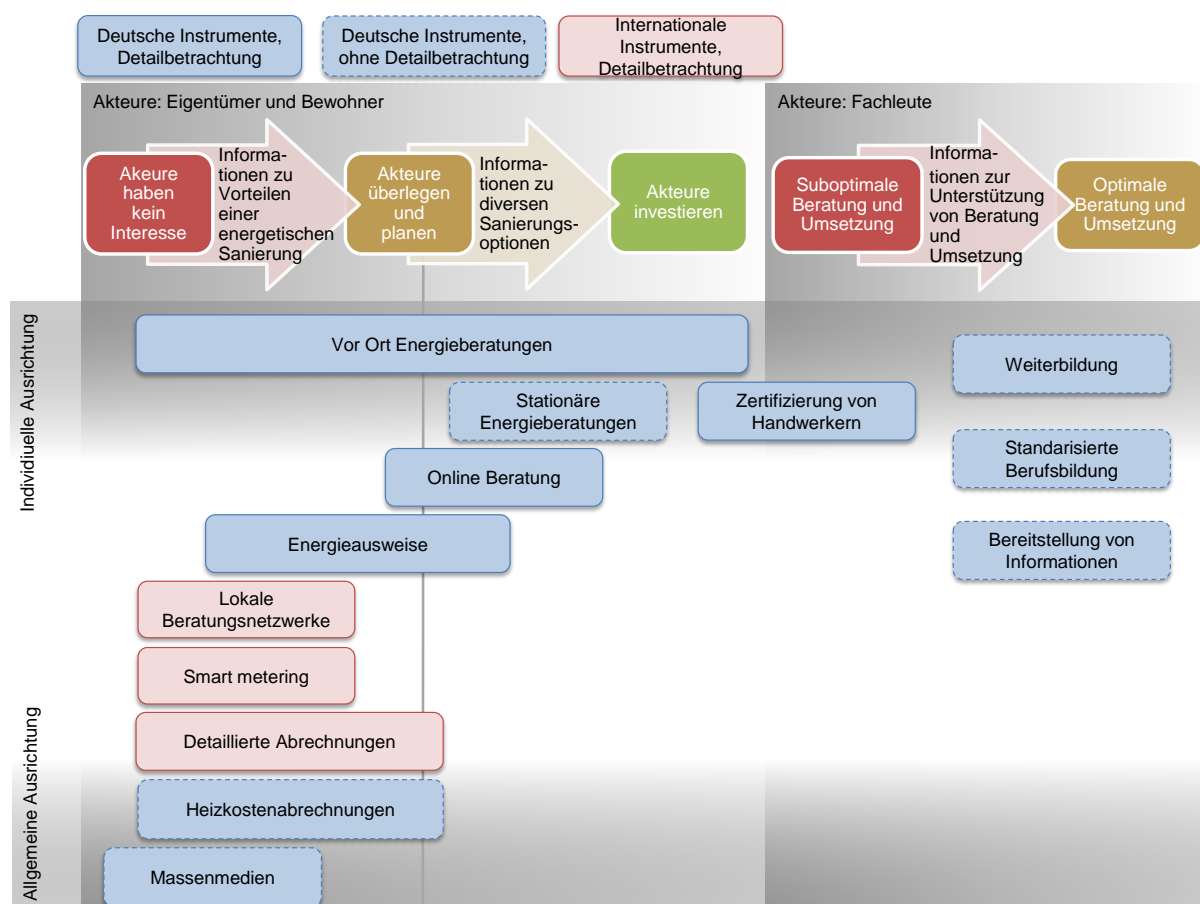 Deutsche Instrumente,
Detailbetrachtung
Deutsche Instrumente,
ohne Detailbetrachtung
Internationale
Instrumente,
Detailbetrachtung
Akteure: Eigentümer und Bewohner
Akteure: Fachleute
Akeure
haben
kein
Interesse
Informa-
tionen zu
Vorteilen
einer
energetischen
Sanierung
Akteure
überlegen
und
planen
Informa-
tionen zu
diversen
Sanierungs-
optionen
Akteure
investieren
Suboptimale
Beratung und
Umsetzung
Inform-
ationen zur
Unterstützung
von Beratung
und
Umsetzung
Optimale
Beratung und
Umsetzung
Individuelle Ausrichtung
Vor Ort Energieberatungen
Weiterbildung
Stationäre
Energieberatungen
Zertifizierung von
Handwerkern
Standarisierte
Berufsbildung
Online Beratung
Energieausweise
Bereitstellung von
Informationen
Lokale
Beratungsnetzwerke
Smart metering
Allgemeine Ausrichtung
Detaillierte Abrechnungen
Heizkostenabrechnungen
Massenmedien